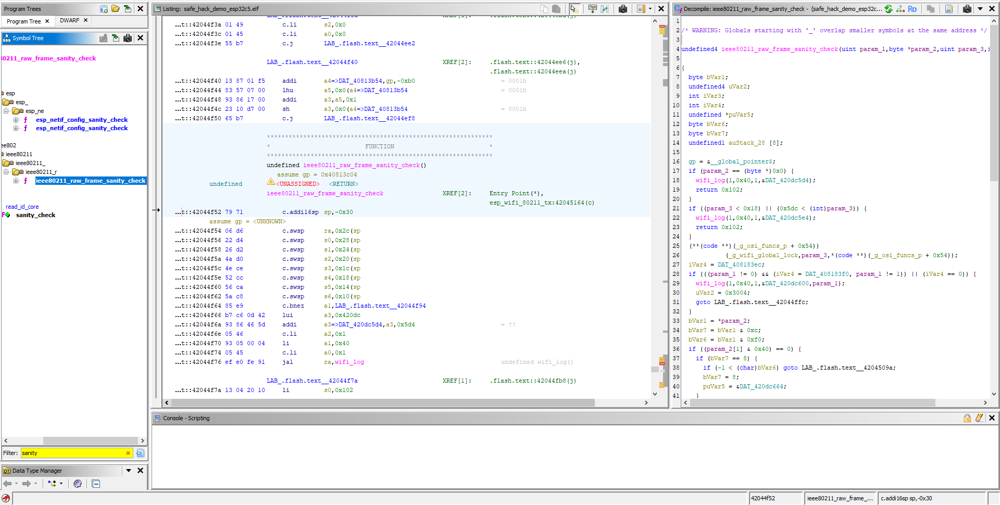 Program Trees
Program Tree
DWARF
Symbol Tree
80211_raw_frame_sanity_check
esp
esp_
esp_ne
esp_netif_config_sanity_check
esp_netif_config_sanity_check
ee802
ieee80211
ieee80211_
ieee80211_r
ieee80211_raw_frame_sanity_check
read_id_core
sanity_check
Filter: sanity
Data Type Manager
Listing: safe_hack_demo_esp32c5.elf
...t::42044f3a 01 49 c.li s2,0x0
...t::42044f3c 01 45 c.li a0,0x0
...t::42044f3e 55 b7 c.j LAB_.flash.text__42044ee2
LAB_.flash.text__42044f40 XREF[2]: .flash.text::42044ee6(j),
.flash.text::42044eea(j)
...t::42044f40 13 87 01 f5 addi a4=>DAT_40813b54,gp,-0xb0 = 0001h
...t::42044f44 83 57 07 00 lhu a5,0x0(a4=>DAT_40813b54 = 0001h
...t::42044f48 93 86 17 00 addi a3,a5,0x1
...t::42044f4c 23 10 d7 00 sh a3,0x0(a4=>DAT_40813b54 = 0001h
...t::42044f50 65 b7 c.j LAB_.flash.text__42044ef8
**************************************************************
* FUNCTION *
**************************************************************
undefined ieee80211_raw_frame_sanity_check()
assume gp = 0x40813c04
undefined <UNASSIGNED> <RETURN>
ieee80211_raw_frame_sanity_check XREF[2]: Entry Point(*),
esp_wifi_80211_tx:42045164(c)
...t::42044f52 79 71 c.addi16sp sp,-0x30
assume gp = <UNKNOWN>
...t::42044f54 06 d6 c.swsp ra,0x2c(sp
...t::42044f56 22 d4 c.swsp s0,0x28(sp
...t::42044f58 26 d2 c.swsp s1,0x24(sp
...t::42044f5a 4a d0 c.swsp s2,0x20(sp
...t::42044f5c 4e ce c.swsp s3,0x1c(sp
...t::42044f5e 52 cc c.swsp s4,0x18(sp
...t::42044f60 56 ca c.swsp s5,0x14(sp
...t::42044f62 5a c8 c.swsp s6,0x10(sp
...t::42044f64 85 e9 c.bnez a1,LAB_.flash.text__42044f94
...t::42044f66 b7 c6 0d 42 lui a3,0x420dc
...t::42044f6a 93 86 46 5d addi a3=>DAT_420dc5d4,a3,0x5d4 = ??
...t::42044f6e 05 46 c.li a2,0x1
...t::42044f70 93 05 00 04 li a1,0x40
...t::42044f74 05 45 c.li a0,0x1
...t::42044f76 ef e0 fe 91 jal ra,wifi_log undefined wifi_log()
LAB_.flash.text__42044f7a XREF[1]: .flash.text::42044fb8(j)
...t::42044f7a 13 04 20 10 li s0,0x102
Decompile: ieee80211_raw_frame_sanity_check - (safe_hack_demo_esp32c...
Ro
1
2 /* WARNING: Globals starting with '_' overlap smaller symbols at the same address */
3
4 undefined4 ieee80211_raw_frame_sanity_check(uint param_1,byte *param_2,uint param_3,i
5
6 {
7 byte bVar1;
8 undefined4 uVar2;
9 int iVar3;
10 int iVar4;
11 undefined *puVar5;
12 byte bVar6;
13 byte bVar7;
14 undefined1 auStack_28 [8];
15
16 gp = &__global_pointer$;
17 if (param_2 == (byte *)0x0) {
18 wifi_log(1,0x40,1,&DAT_420dc5d4);
19 return 0x102;
20 }
21 if ((param_3 < 0x18) || (0x5dc < (int)param_3)) {
22 wifi_log(1,0x40,1,&DAT_420dc5e4);
23 return 0x102;
24 }
25 (**(code **)(_g_osi_funcs_p + 0x54))
26 (_g_wifi_global_lock,param_3,*(code **)(_g_osi_funcs_p + 0x54));
27 iVar4 = DAT_408183ec;
28 if (((param_1 != 0) && (iVar4 = DAT_408183f0, param_1 != 1)) || (iVar4 == 0)) {
29 wifi_log(1,0x40,1,&DAT_420dc600,param_1);
30 uVar2 = 0x3004;
31 goto LAB_.flash.text__42044ffc;
32 }
33 bVar1 = *param_2;
34 bVar7 = bVar1 & 0xc;
35 bVar6 = bVar1 & 0xf0;
36 if ((param_2[1] & 0x40) == 0) {
37 if (bVar7 == 8) {
38 if (-1 < (char)bVar6) goto LAB_.flash.text__4204509a;
39 bVar7 = 8;
40 puVar5 = &DAT_420dc664;
41 }
Console - Scripting
42044f52
ieee80211_raw_frame_...
c.addi16sp sp,-0x30